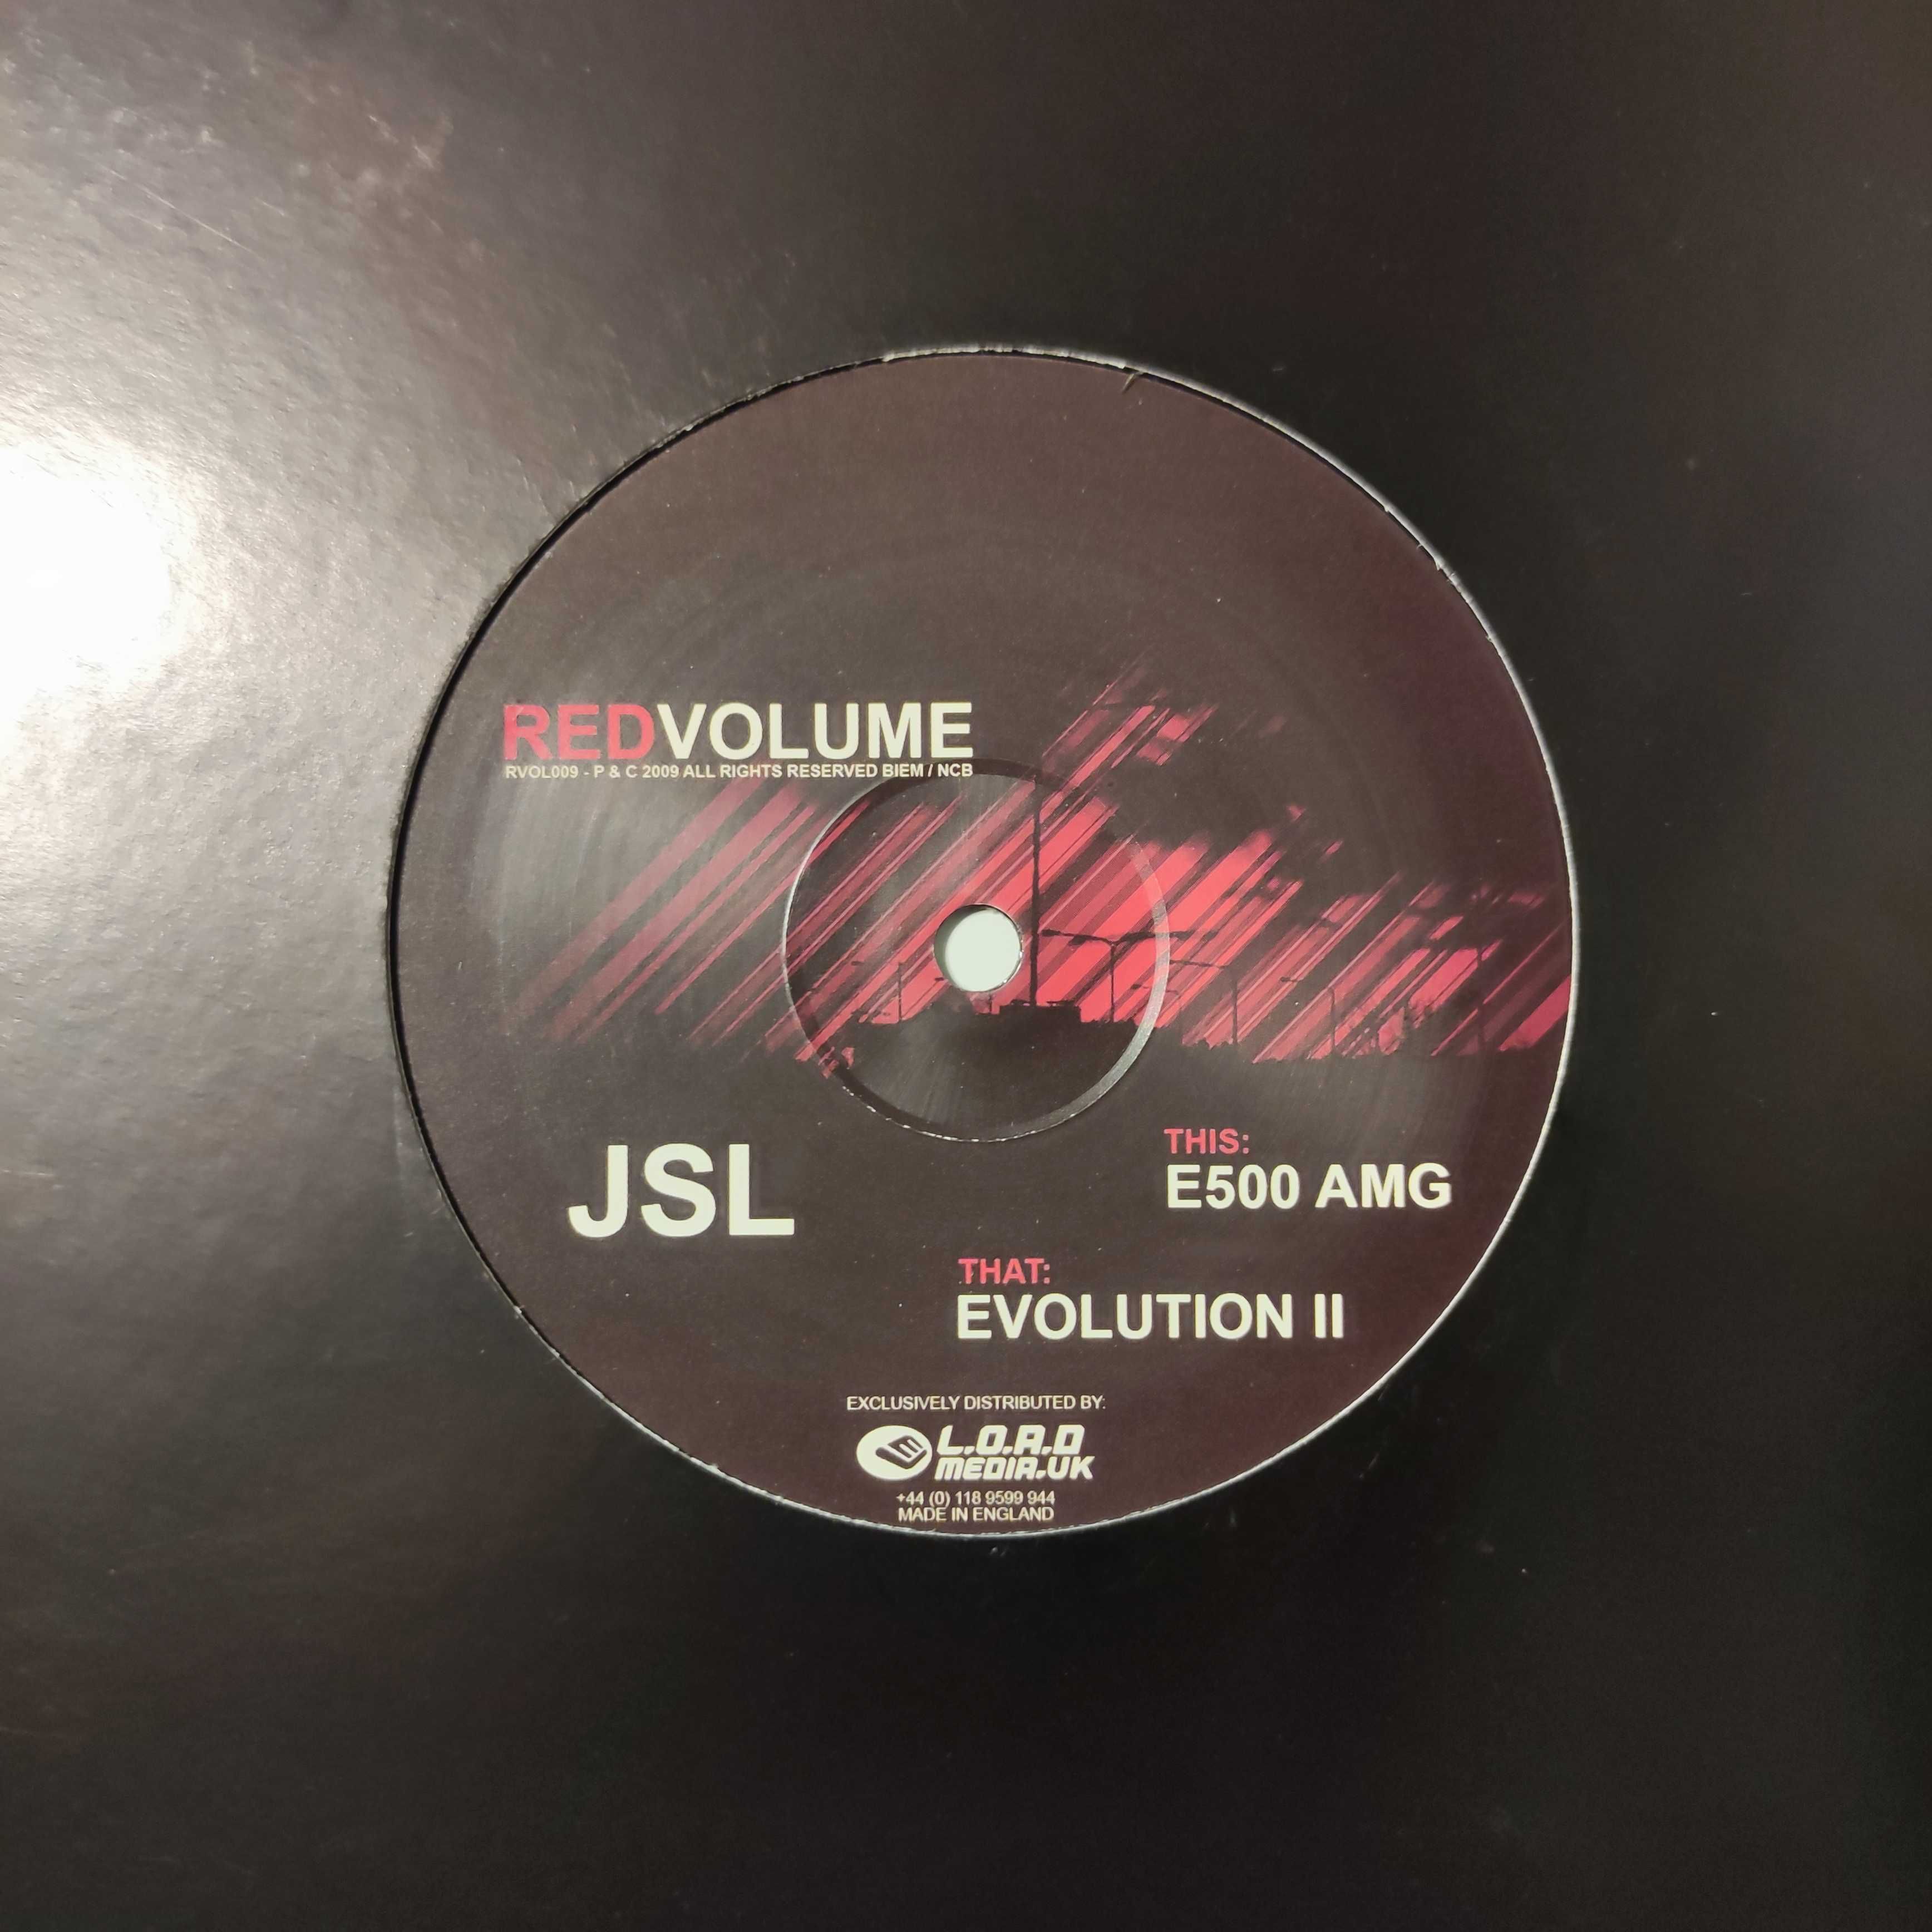 REDVOLUME
RVOL009 - P & C 2009 ALL RIGHTS RESERVED BIEM / NCB
JSL
THIS:
E500 AMG
THAT:
EVOLUTION II
EXCLUSIVELY DISTRIBUTED BY:
L.O.A.D
MEDIA.UK
+44 (0) 118 9599 944
MADE IN ENGLAND